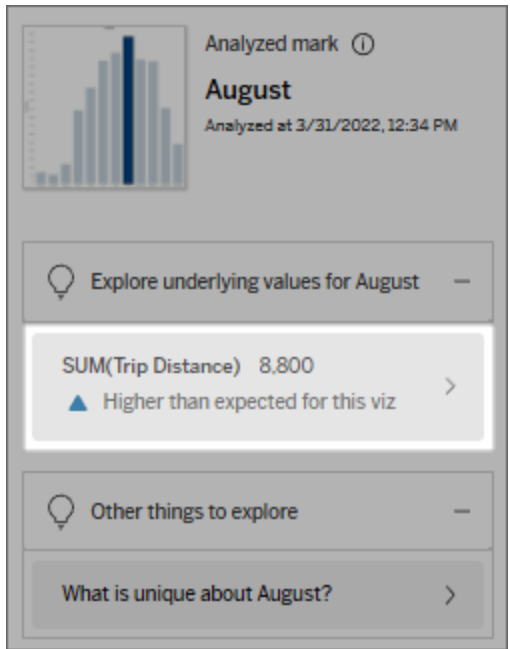 Analyzed mark
August
Analyzed at 3/31/2022, 12:34 PM
Explore underlying values for August
SUM(Trip Distance) 8,800
Higher than expected for this viz
Other things to explore
What is unique about August?